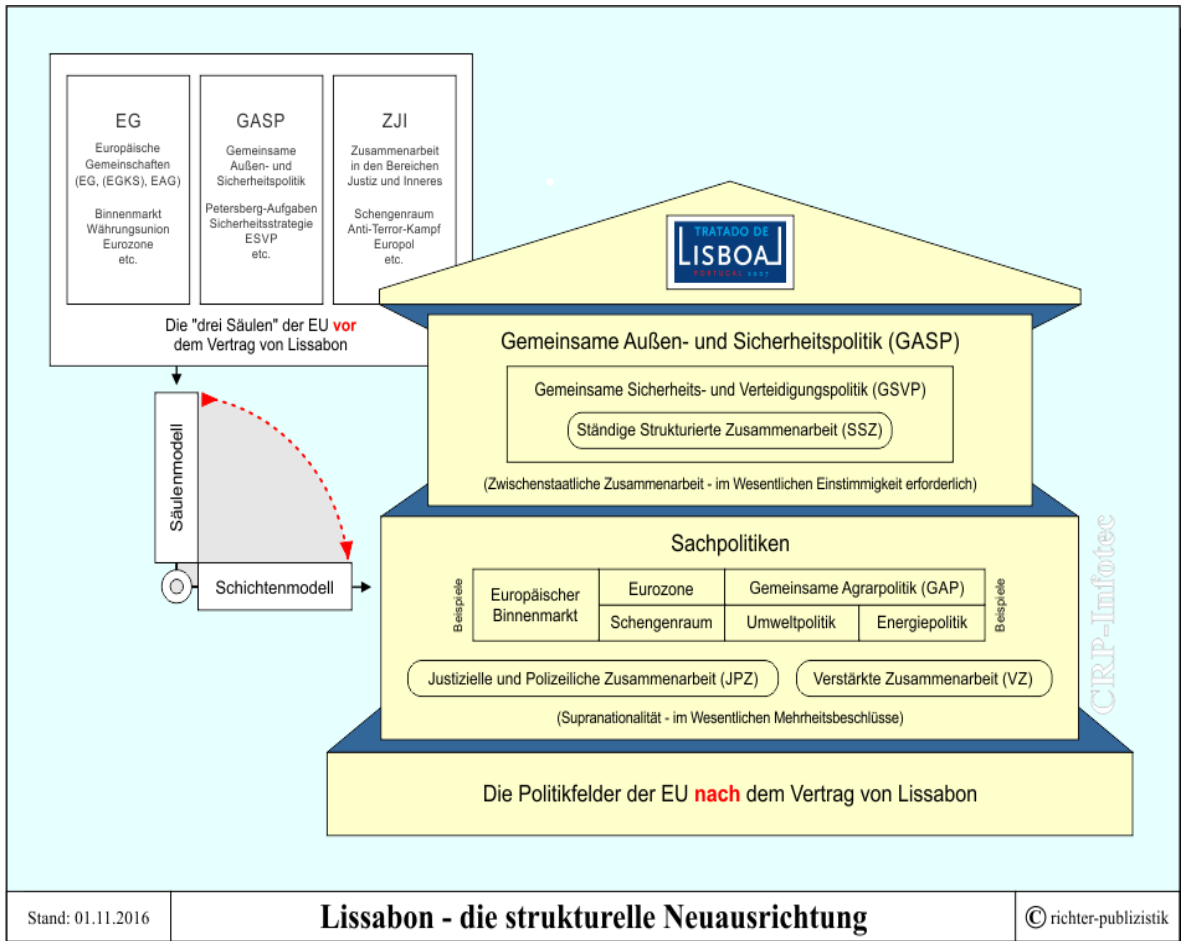 EG
Europäische
Gemeinschaften
(EG, (EGKS), EAG)
Binnenmarkt
Währungsunion
Eurozone
etc.
GASP
Gemeinsame
Außen- und
Sicherheitspolitik
Petersberg-Aufgaben
Sicherheitsstrategie
ESVP
etc.
ZJI
Zusammenarbeit
in den Bereichen
Justiz und Inneres
Schengenraum
Anti-Terror-Kampf
Europol
etc.
Die "drei Säulen" der EU vor
dem Vertrag von Lissabon
Säulenmodell
Schichtenmodell
TRATADO DE
LISBOA
PORTUGAL 2007
Gemeinsame Außen- und Sicherheitspolitik (GASP)
Gemeinsame Sicherheits- und Verteidigungspolitik (GSVP)
Ständige Strukturierte Zusammenarbeit (SSZ)
(Zwischenstaatliche Zusammenarbeit - im Wesentlichen Einstimmigkeit erforderlich)
Sachpolitiken
Beispiele
Europäischer
Binnenmarkt
Eurozone
Gemeinsame Agrarpolitik (GAP)
Schengenraum
Umweltpolitik
Energiepolitik
Beispiele
Justizielle und Polizeiliche Zusammenarbeit (JPZ)
Verstärkte Zusammenarbeit (VZ)
(Supranationalität - im Wesentlichen Mehrheitsbeschlüsse)
Die Politikfelder der EU nach dem Vertrag von Lissabon
CRP-Infotec
Stand: 01.11.2016
Lissabon - die strukturelle Neuausrichtung
© richter-publizistik